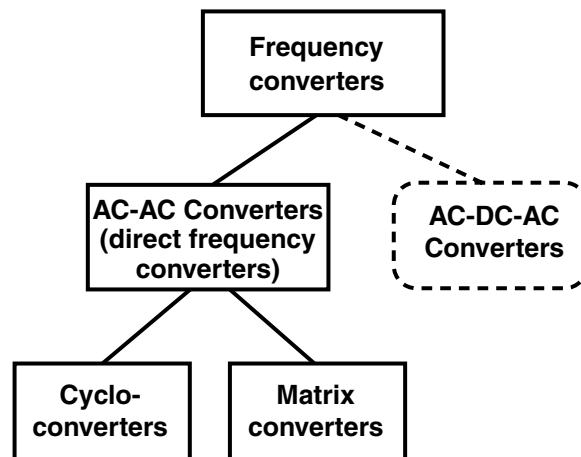 Frequency
converters
AC-AC Converters
(direct frequency
converters)
AC-DC-AC
Converters
Cyclo-
converters
Matrix
converters